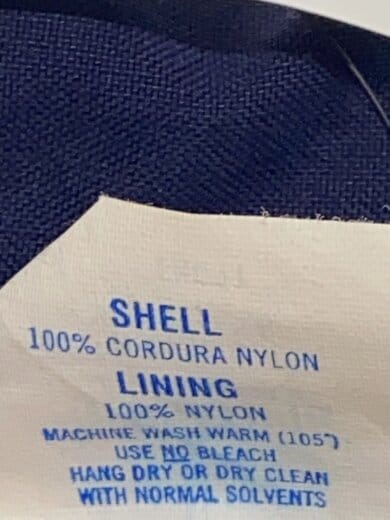 SHELL
100% CORDURA NYLON
LINING
100% NYLON
MACHINE WASH WARM (105°)
USE NO BLEACH
HANG DRY OR DRY CLEAN
WITH NORMAL SOLVENTS